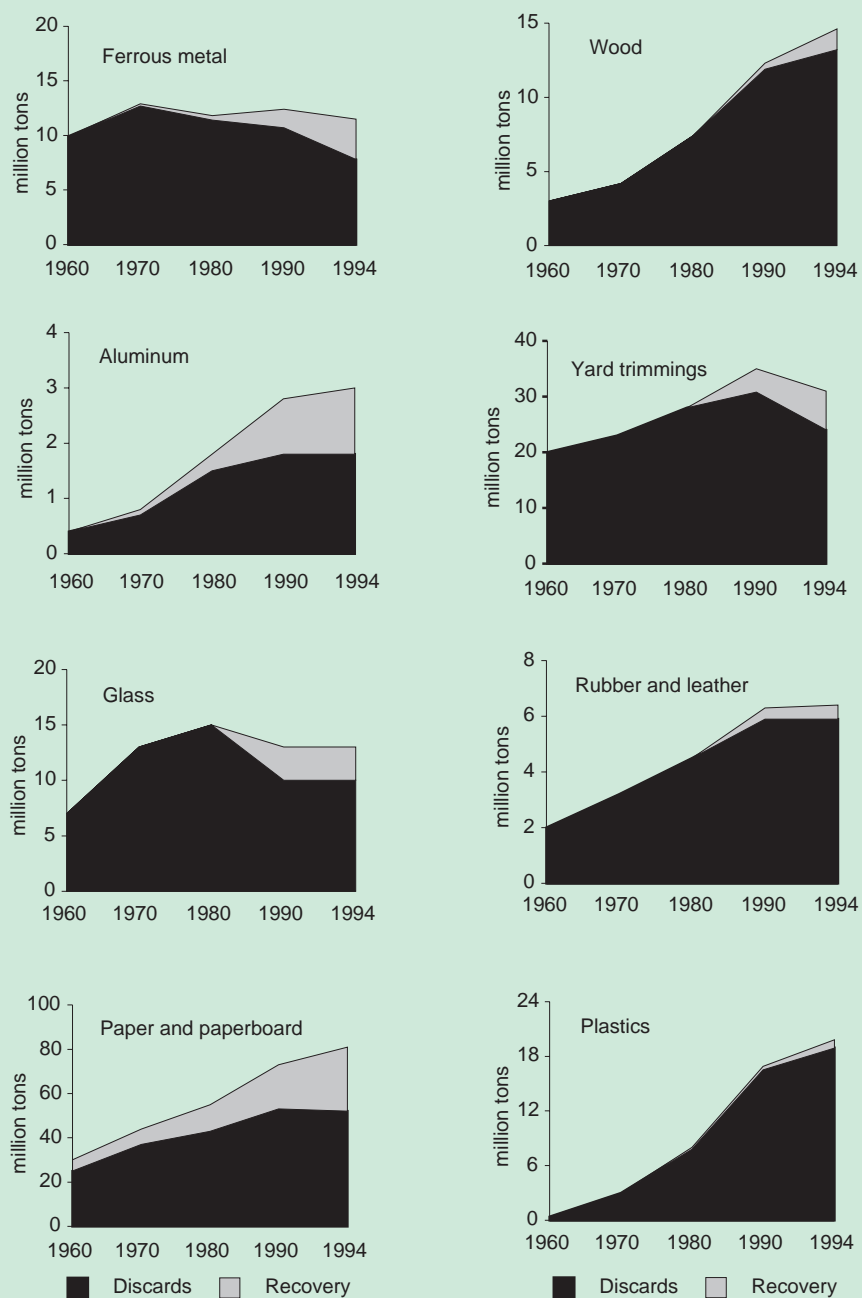 Ferrous metal
million tons
20
15
10
5
0
1960 1970 1980 1990 1994
Wood
million tons
15
10
5
0
1960 1970 1980 1990 1994
Aluminum
million tons
4
3
2
1
0
1960 1970 1980 1990 1994
Yard trimmings
million tons
40
30
20
10
0
1960 1970 1980 1990 1994
Glass
million tons
20
15
10
5
0
1960 1970 1980 1990 1994
Rubber and leather
million tons
8
6
4
2
0
1960 1970 1980 1990 1994
Paper and paperboard
million tons
100
80
60
40
20
0
1960 1970 1980 1990 1994
Plastics
million tons
24
18
12
6
0
1960 1970 1980 1990 1994
Discards Recovery
Discards Recovery